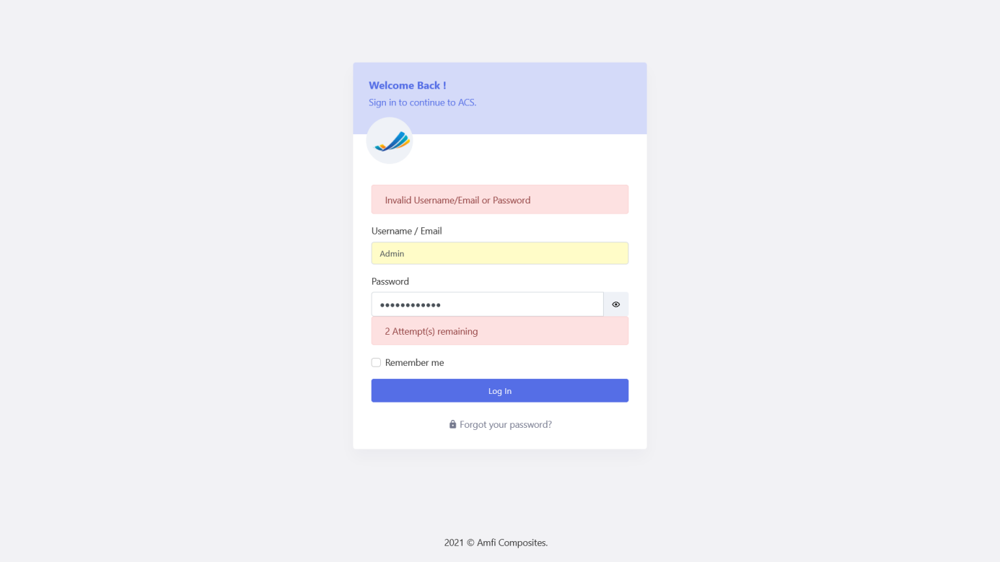 Welcome Back !
Sign in to continue to ACS.
Invalid Username/Email or Password
Username / Email
Admin
Password
••••••••••••
2 Attempt(s) remaining
Remember me
Log In
Forgot your password?
2021 © Amfi Composites.